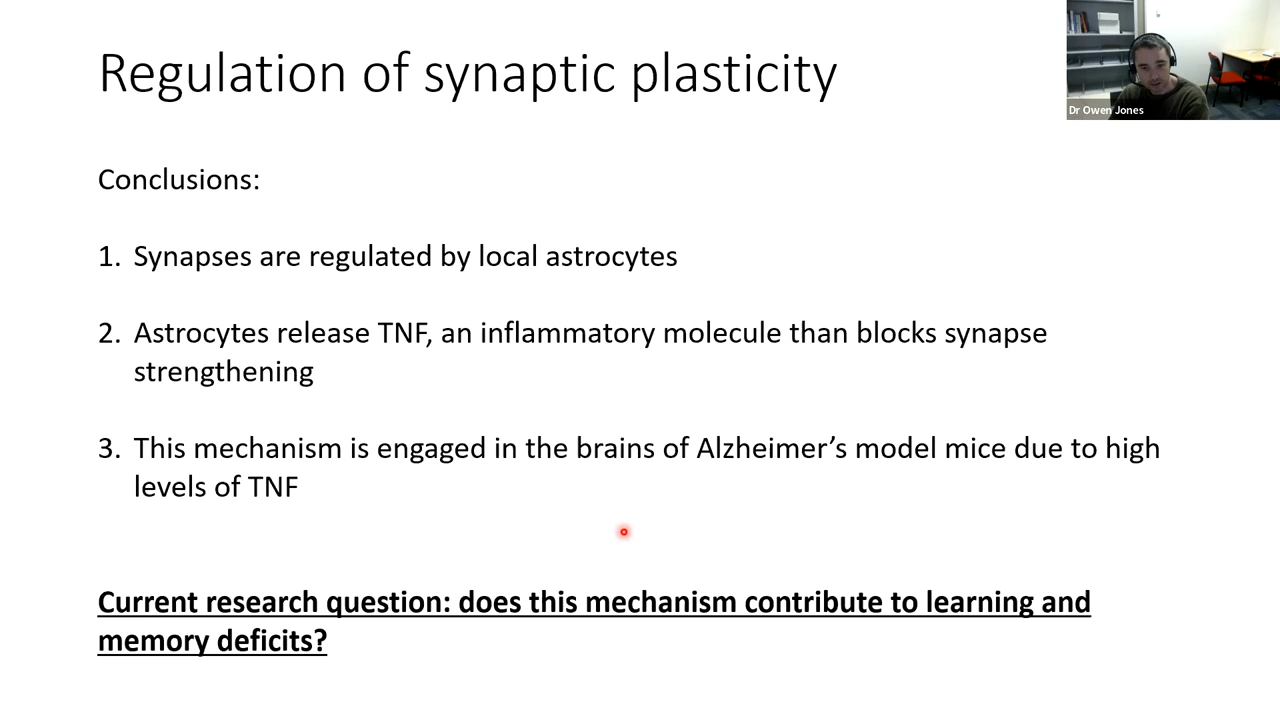 Regulation of synaptic plasticity
Dr Owen Jones
Conclusions:
1. Synapses are regulated by local astrocytes
2. Astrocytes release TNF, an inflammatory molecule than blocks synapse
strengthening
3. This mechanism is engaged in the brains of Alzheimer’s model mice due to high
levels of TNF
Current research question: does this mechanism contribute to learning and
memory deficits?